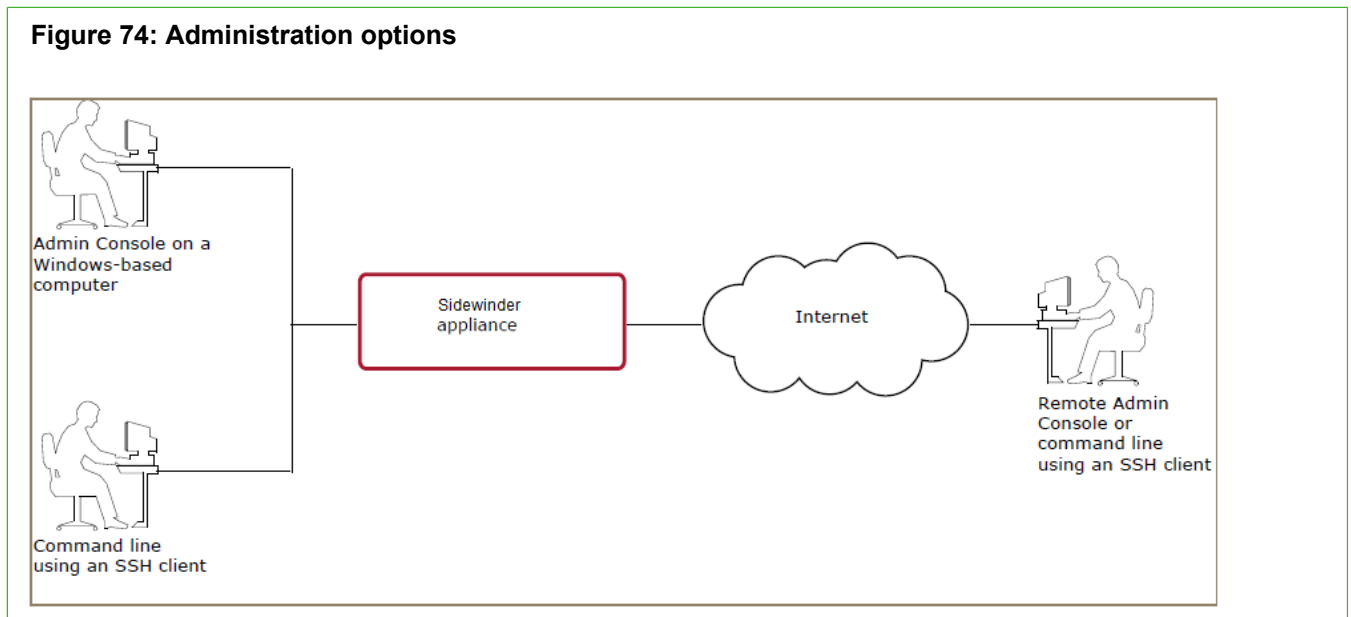 Figure 74: Administration options
Admin Console on a
Windows-based
computer
Sidewinder
appliance
Internet
Remote Admin
Console or
command line
using an SSH client
Command line
using an SSH client